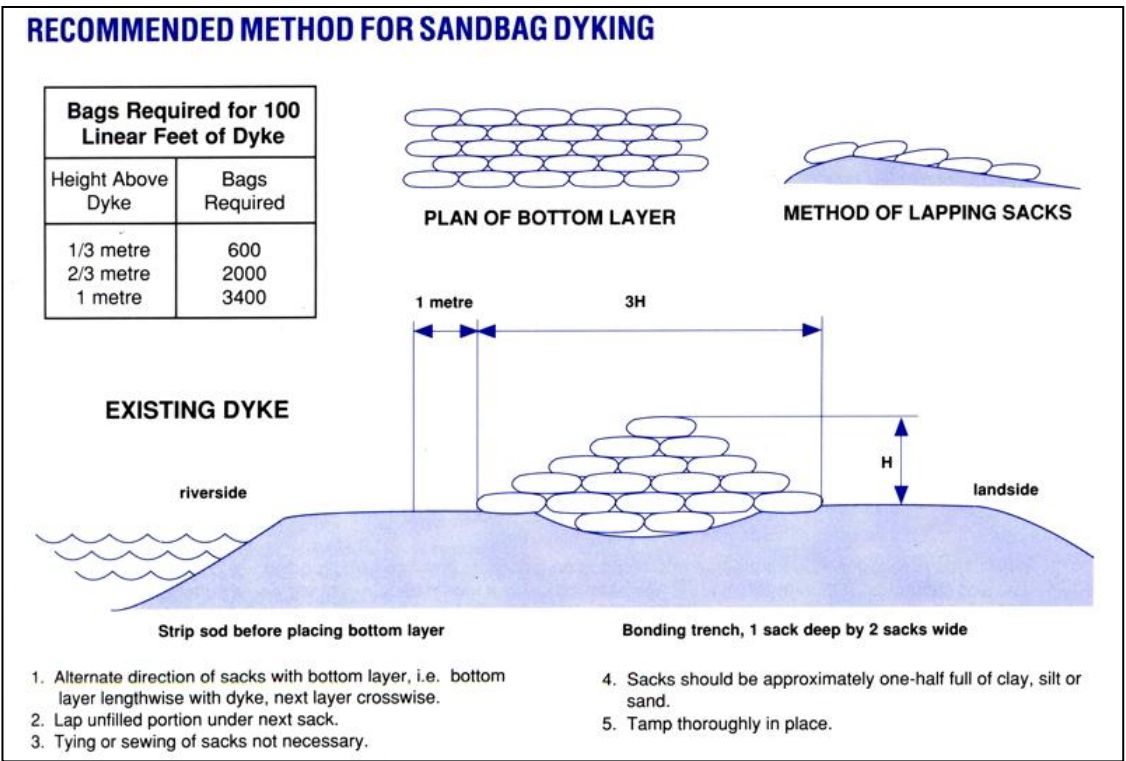 RECOMMENDED METHOD FOR SANDBAG DYKING
Bags Required for 100
Linear Feet of Dyke
Height Above
Dyke
Bags
Required
1/3 metre 600
2/3 metre 2000
1 metre 3400
PLAN OF BOTTOM LAYER
METHOD OF LAPPING SACKS
1 metre
3H
EXISTING DYKE
H
riverside
landside
Strip sod before placing bottom layer
Bonding trench, 1 sack deep by 2 sacks wide
1. Alternate direction of sacks with bottom layer, i.e. bottom
layer lengthwise with dyke, next layer crosswise.
2. Lap unfilled portion under next sack.
3. Tying or sewing of sacks not necessary.
4. Sacks should be approximately one-half full of clay, silt or
sand.
5. Tamp thoroughly in place.